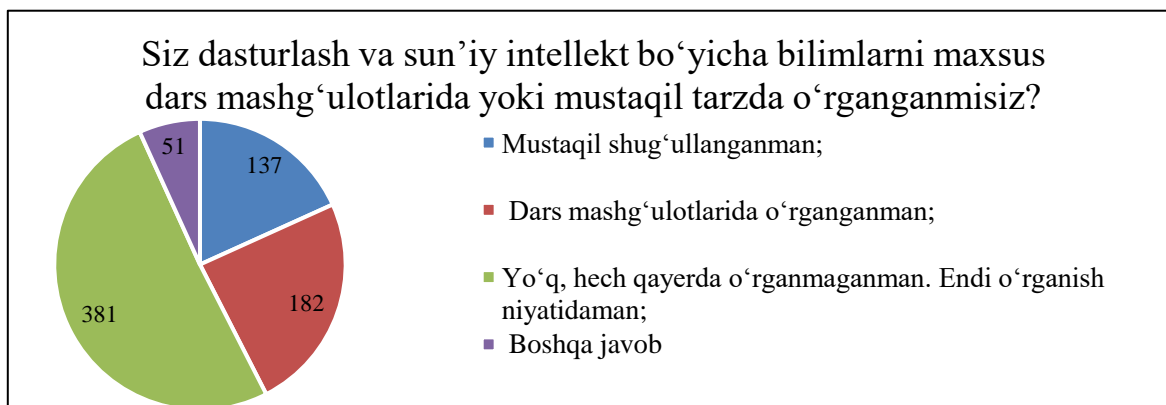 Siz dasturlash va sun’iy intellekt bo‘yicha bilimlarni maxsus
dars mashg‘ulotlarida yoki mustaqil tarzda o‘rganganmisiz?
51
137
182
381
Mustaqil shug‘ullanganman;
Dars mashg‘ulotlarida o‘rganganman;
Yo‘q, hech qayerda o‘rganmaganman. Endi o‘rganish
niyatidaman;
Boshqa javob